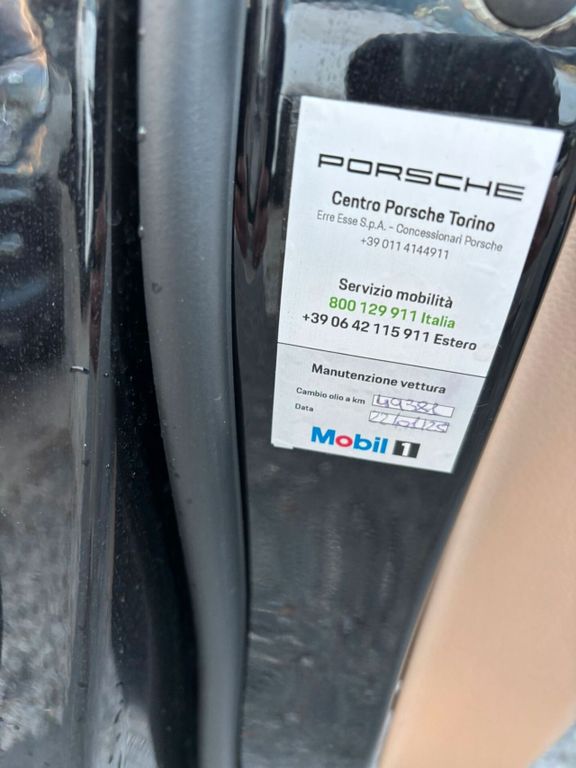 PORSCHE
Centro Porsche Torino
Erre Esse S.p.A. - Concessionari Porsche
+39 011 4144911
Servizio mobilità
800 129 911 Italia
+39 06 42 115 911 Estero
Manutenzione vettura
Cambio olio a km
Data
Mobil 1